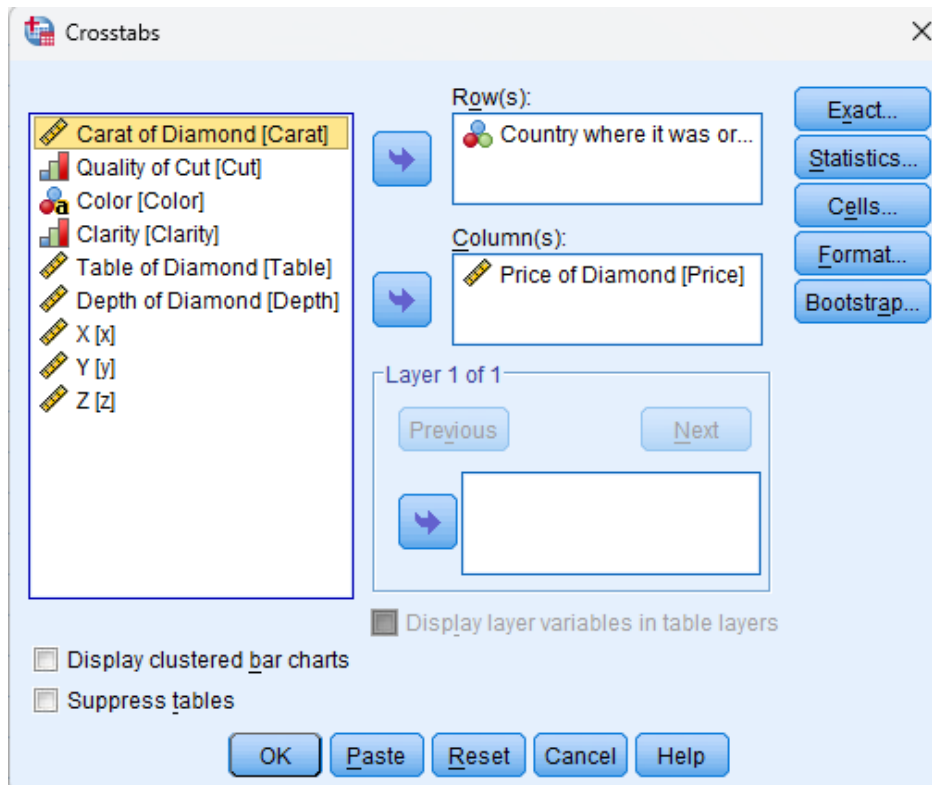 Crosstabs
Carat of Diamond [Carat]
Quality of Cut [Cut]
Color [Color]
Clarity [Clarity]
Table of Diamond [Table]
Depth of Diamond [Depth]
X [x]
Y [y]
Z [z]
Row(s):
Country where it was or...
Column(s):
Price of Diamond [Price]
Layer 1 of 1
Previous
Next
Display layer variables in table layers
Exact...
Statistics...
Cells...
Format...
Bootstrap...
Display clustered bar charts
Suppress tables
OK
Paste
Reset
Cancel
Help